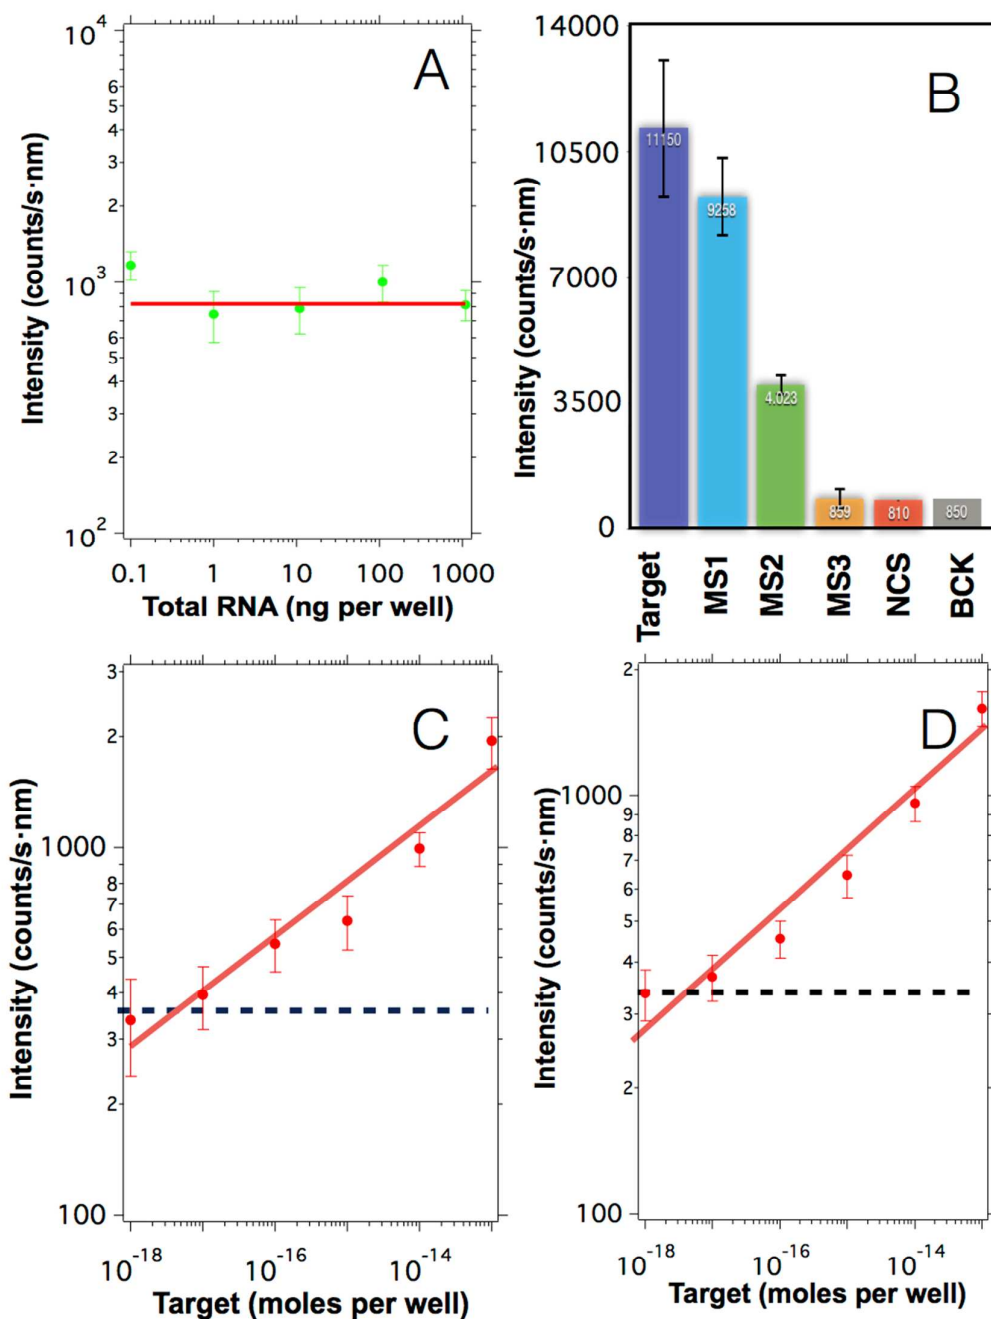 A
10^4
6
5
4
3
2
10^3
6
5
4
3
2
10^2
0.1 1 10 100 1000
Intensity (counts/s·nm)
Total RNA (ng per well)
B
14000
10500
7000
3500
0
Intensity (counts/s·nm)
11150
9258
4.023
859
810
850
Target
MS1
MS2
MS3
NCS
BCK
C
3
2
1000
8
7
6
5
4
3
2
100
10^-18 10^-16 10^-14
Intensity (counts/s·nm)
Target (moles per well)
D
2
1000
9
8
7
6
5
4
3
2
100
10^-18 10^-16 10^-14
Intensity (counts/s·nm)
Target (moles per well)